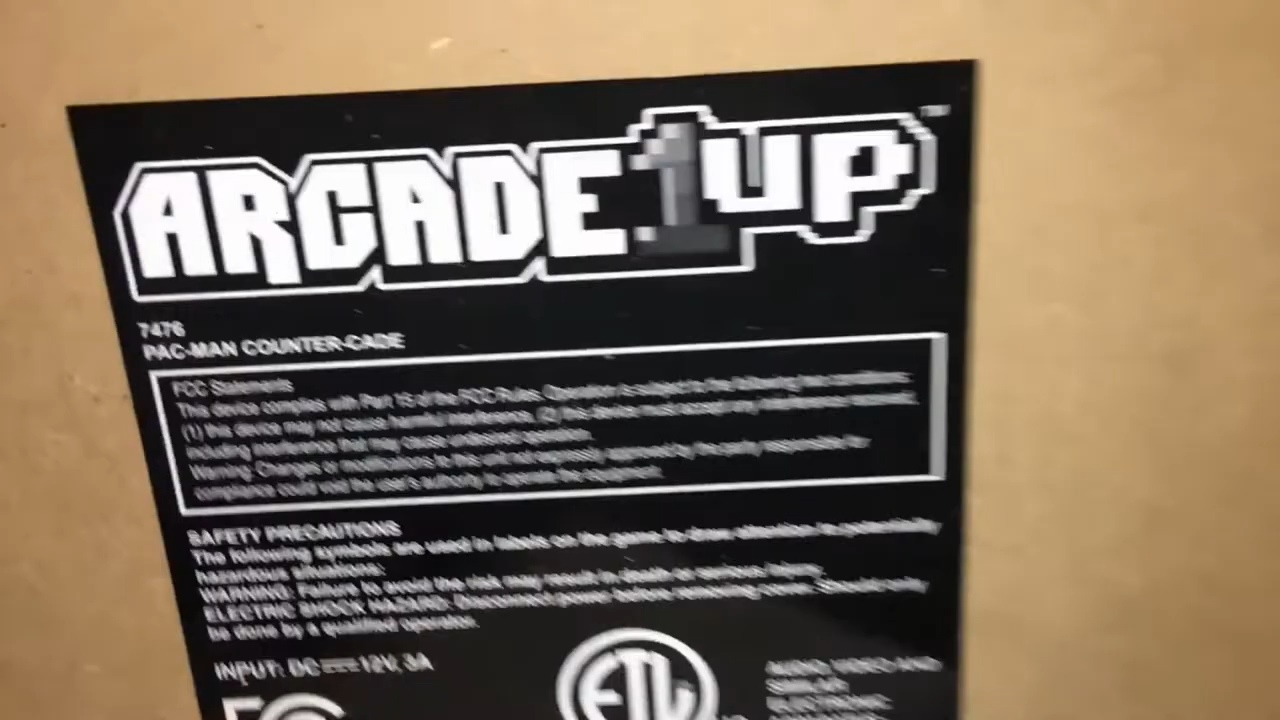 ARCADE1UP™
7476
PAC-MAN COUNTER-CADE
FCC Statements
This device complies with Part 15 of the FCC Rules. Operation is subject to the following two conditions:
(1) this device may not cause harmful interference, (2) this device must accept any interference received,
including interference that may cause undesired operation.
Warning: Changes or modifications to this unit not expressly approved by the party responsible for
compliance could void the user's authority to operate the equipment.
SAFETY PRECAUTIONS
The following symbols are used in labels on the game to draw attention to potentially
hazardous situations:
WARNING: Failure to avoid the risk may result in death or serious injury.
ELECTRIC SHOCK HAZARD: Disconnect power before removing cover. Should only
be done by a qualified operator.
INPUT: DC 12V, 3A
ETL
AUDIO, VIDEO AND
SIMILAR
ELECTRONIC